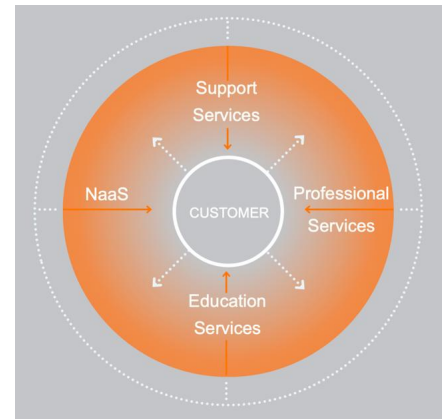 Support
Services
NaaS
CUSTOMER
Professional
Services
Education
Services